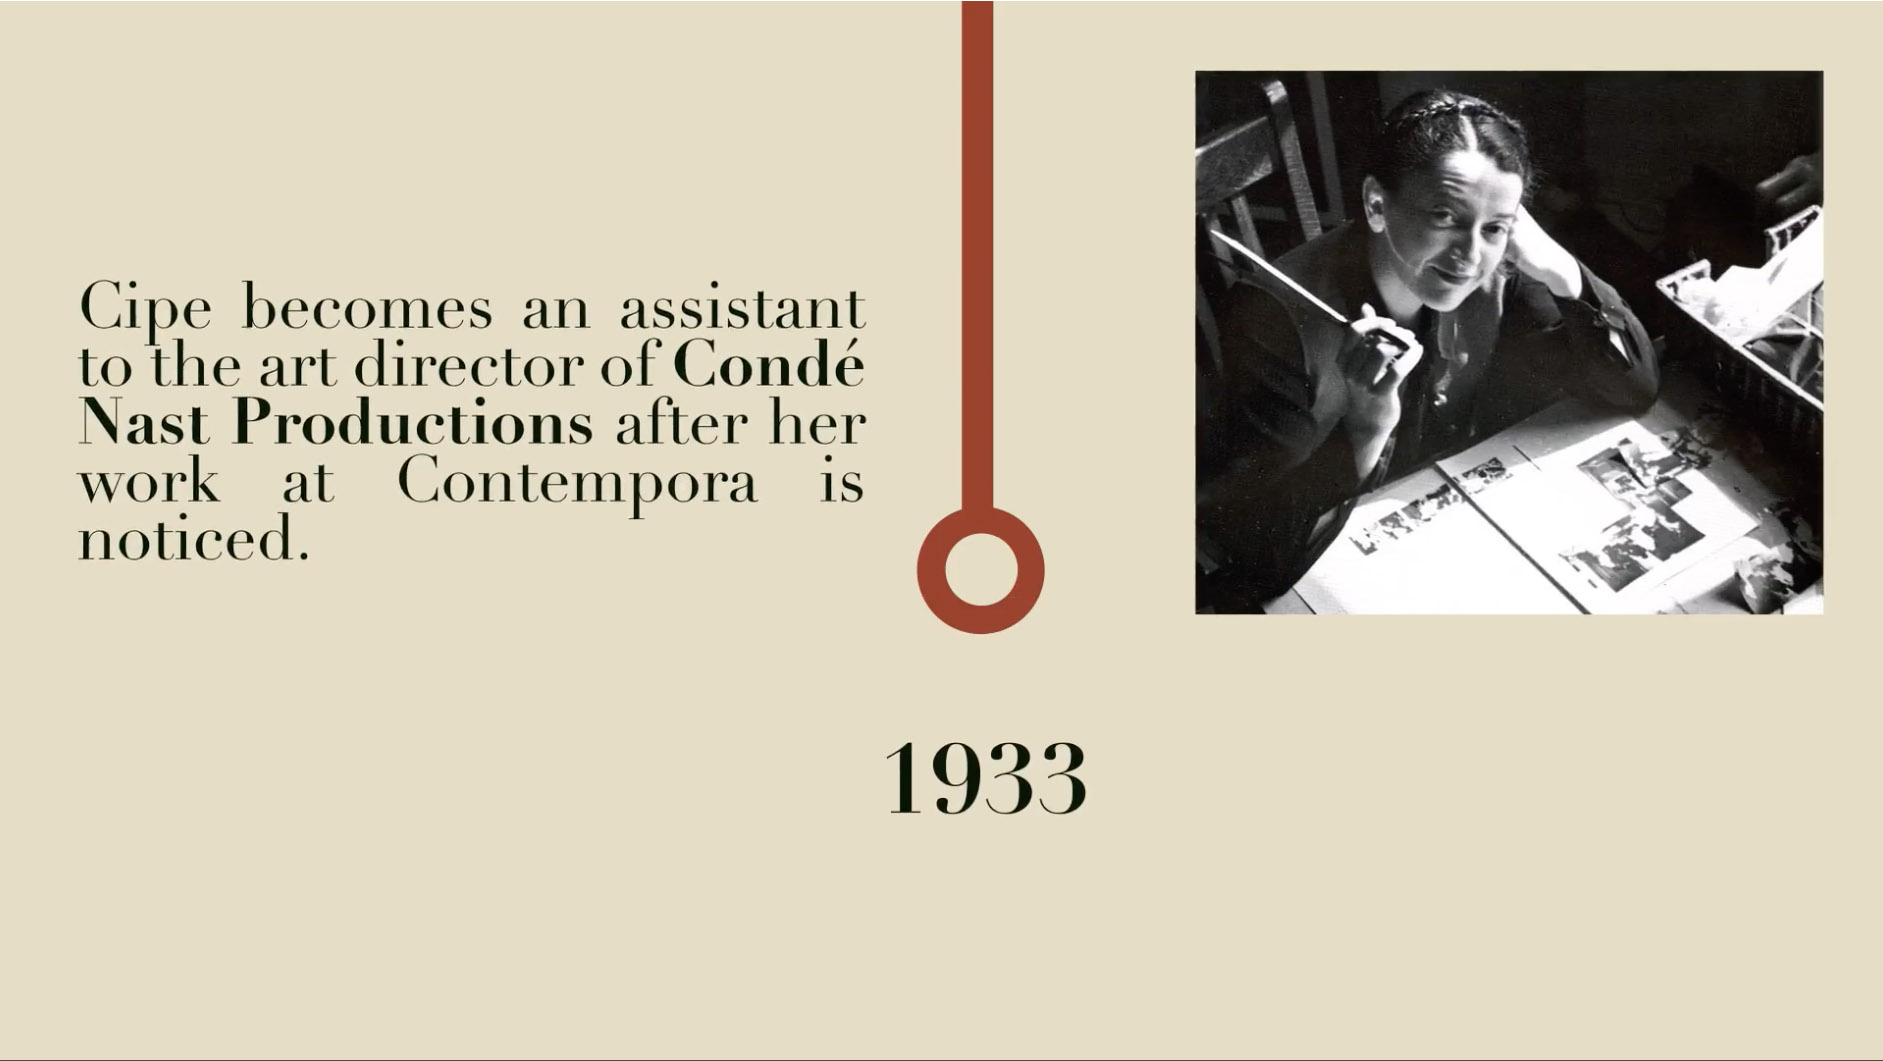 Cipe becomes an assistant
to the art director of Condé
Nast Productions after her
work at Contempora is
noticed.
1933